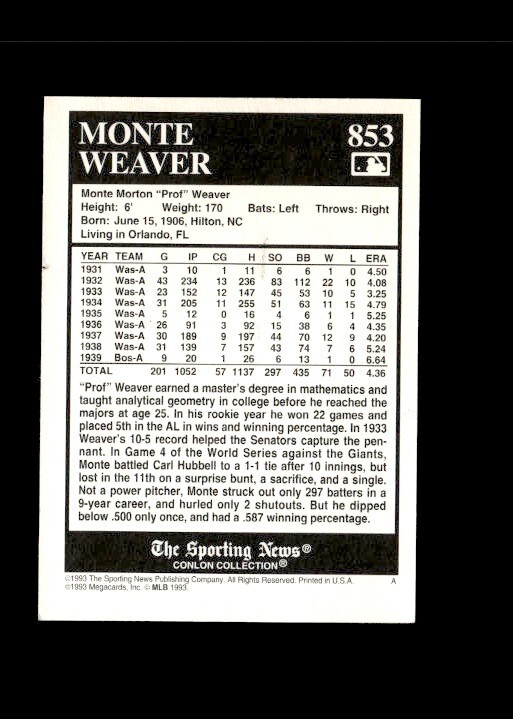 MONTE
WEAVER
853
Monte Morton "Prof" Weaver
Height: 6' Weight: 170 Bats: Left Throws: Right
Born: June 15, 1906, Hilton, NC
Living in Orlando, FL
YEAR TEAM G IP CG H SO BB W L ERA
1931 Was-A 3 10 1 11 6 6 1 0 4.50
1932 Was-A 43 234 13 236 83 112 22 10 4.08
1933 Was-A 23 152 12 147 45 53 10 5 3.25
1934 Was-A 31 205 11 255 51 63 11 15 4.79
1935 Was-A 5 12 0 16 4 6 1 1 5.25
1936 Was-A 26 91 3 92 15 38 6 4 4.35
1937 Was-A 30 189 9 197 44 70 12 9 4.20
1938 Was-A 31 139 7 157 43 74 7 6 5.24
1939 Bos-A 9 20 1 26 6 13 1 0 6.64
TOTAL 201 1052 57 1137 297 435 71 50 4.36
"Prof" Weaver earned a master's degree in mathematics and
taught analytical geometry in college before he reached the
majors at age 25. In his rookie year he won 22 games and
placed 5th in the AL in wins and winning percentage. In 1933
Weaver's 10-5 record helped the Senators capture the pen-
nant. In Game 4 of the World Series against the Giants,
Monte battled Carl Hubbell to a 1-1 tie after 10 innings, but
lost in the 11th on a surprise bunt, a sacrifice, and a single.
Not a power pitcher, Monte struck out only 297 batters in a
9-year career, and hurled only 2 shutouts. But he dipped
below .500 only once, and had a .587 winning percentage.
The Sporting News®
CONLON COLLECTION®
©1993 The Sporting News Publishing Company. All Rights Reserved. Printed in U.S.A. A
©1993 Megacards, Inc. © MLB 1993.